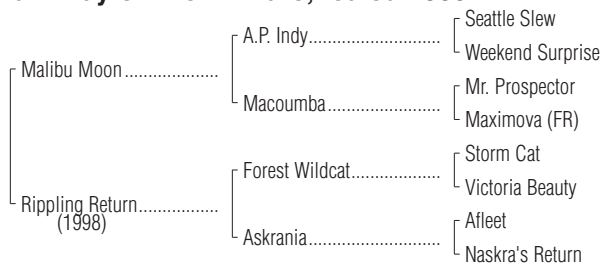 A.P. Indy....................................
Seattle Slew
Weekend Surprise
Malibu Moon.....................
Macoumba...............................
Mr. Prospector
Maximova (FR)
Forest Wildcat.........................
Storm Cat
Victoria Beauty
Rippling Return..................
(1998)
Askrania....................................
Afleet
Naskra's Return